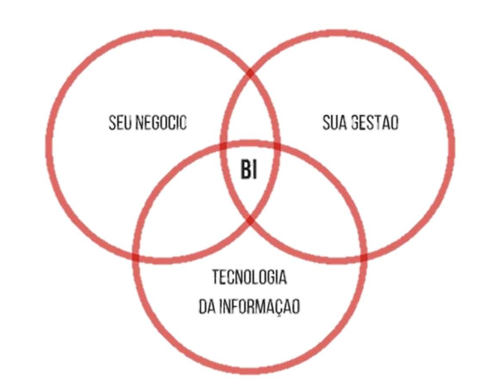 SEU NEGOCIO
SUA GESTAO
BI
TECNOLOGIA
DA INFORMAÇAO